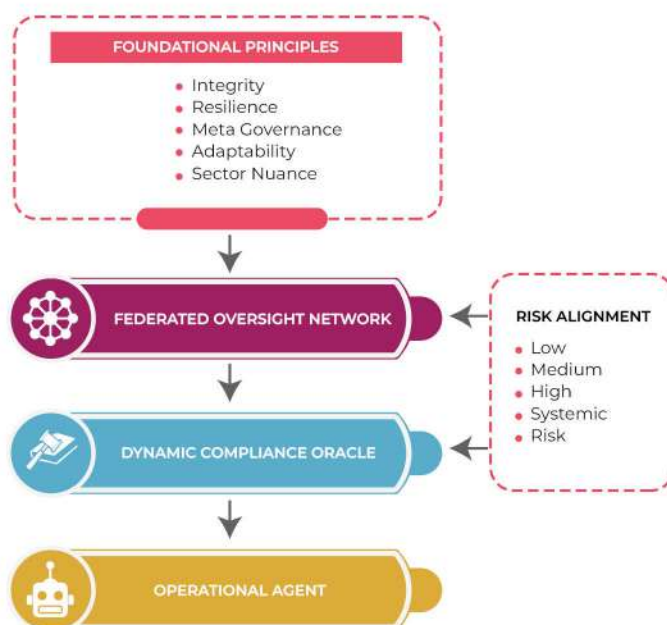 FOUNDATIONAL PRINCIPLES
Integrity
Resilience
Meta Governance
Adaptability
Sector Nuance
FEDERATED OVERSIGHT NETWORK
RISK ALIGNMENT
Low
Medium
High
Systemic
Risk
DYNAMIC COMPLIANCE ORACLE
OPERATIONAL AGENT